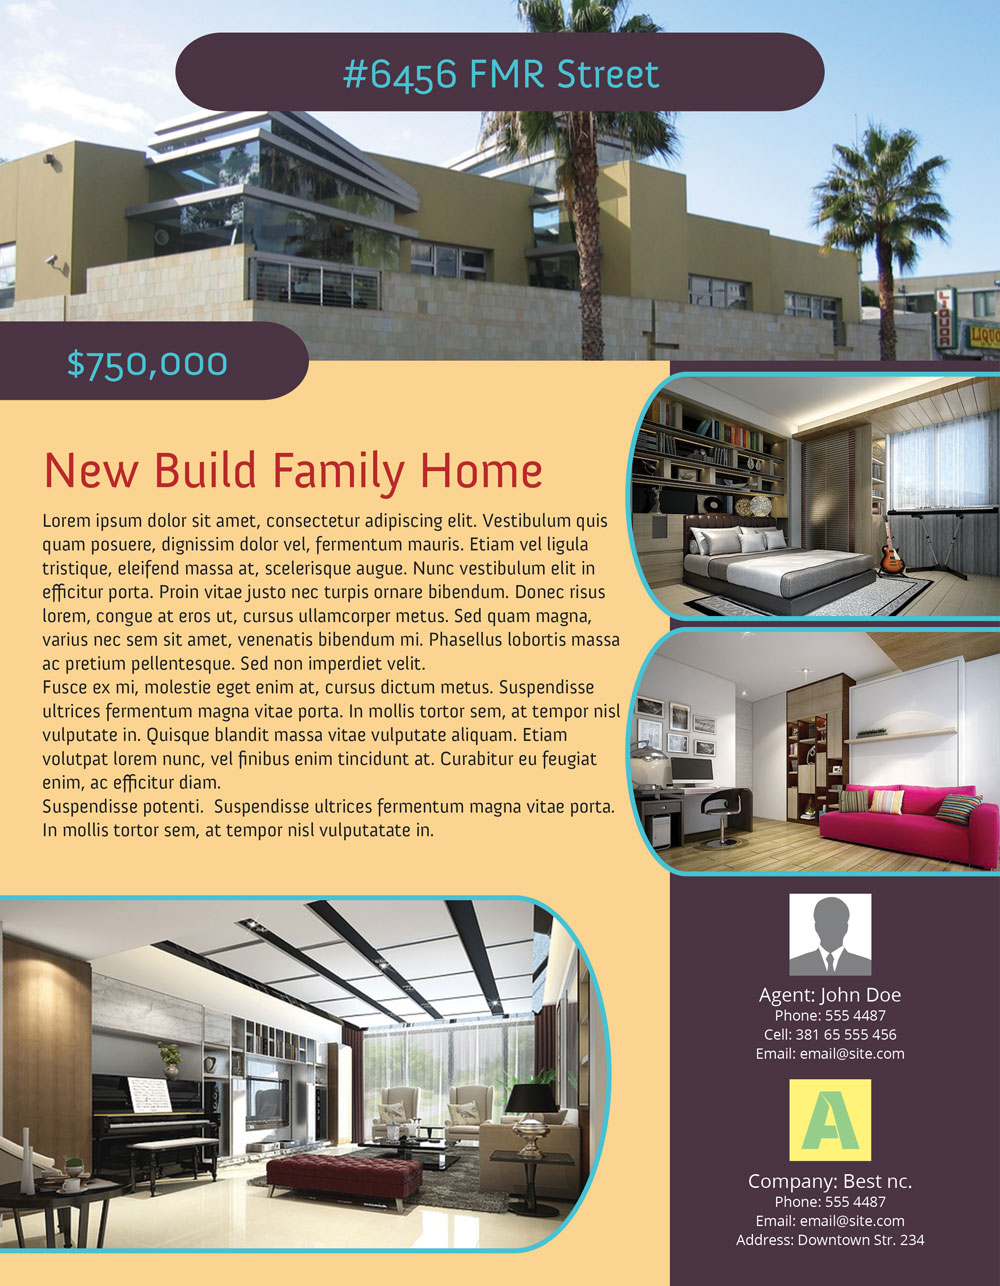 #6456 FMR Street
LIQUOR
LIQUO
$750,000
New Build Family Home
Lorem ipsum dolor sit amet, consectetur adipiscing elit. Vestibulum quis
quam posuere, dignissim dolor vel, fermentum mauris. Etiam vel ligula
tristique, eleifend massa at, scelerisque augue. Nunc vestibulum elit in
efficitur porta. Proin vitae justo nec turpis ornare bibendum. Donec risus
lorem, congue at eros ut, cursus ullamcorper metus. Sed quam magna,
varius nec sem sit amet, venenatis bibendum mi. Phasellus lobortis massa
ac pretium pellentesque. Sed non imperdiet velit.
Fusce ex mi, molestie eget enim at, cursus dictum metus. Suspendisse
ultrices fermentum magna vitae porta. In mollis tortor sem, at tempor nisl
vulputate in. Quisque blandit massa vitae vulputate aliquam. Etiam
volutpat lorem nunc, vel finibus enim tincidunt at. Curabitur eu feugiat
enim, ac efficitur diam.
Suspendisse potenti.  Suspendisse ultrices fermentum magna vitae porta.
In mollis tortor sem, at tempor nisl vulputatate in.
Agent: John Doe
Phone: 555 4487
Cell: 381 65 555 456
Email: email@site.com
A
Company: Best nc.
Phone: 555 4487
Email: email@site.com
Address: Downtown Str. 234